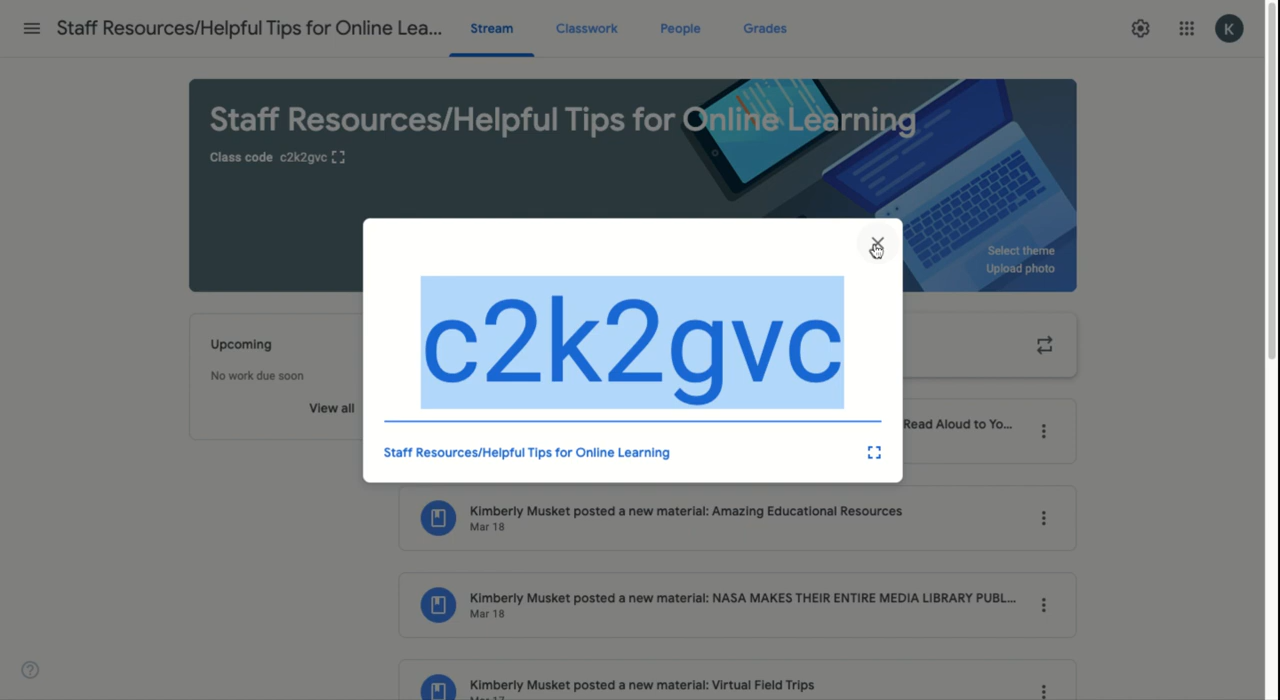 Staff Resources/Helpful Tips for Online Lea...
Stream
Classwork
People
Grades
K
Staff Resources/Helpful Tips for Online Learning
Class code c2k2gvc
Select theme
Upload photo
c2k2gvc
Staff Resources/Helpful Tips for Online Learning
Upcoming
No work due soon
View all
Read Aloud to Yo...
Kimberly Musket posted a new material: Amazing Educational Resources
Mar 18
Kimberly Musket posted a new material: NASA MAKES THEIR ENTIRE MEDIA LIBRARY PUBL...
Mar 18
Kimberly Musket posted a new material: Virtual Field Trips